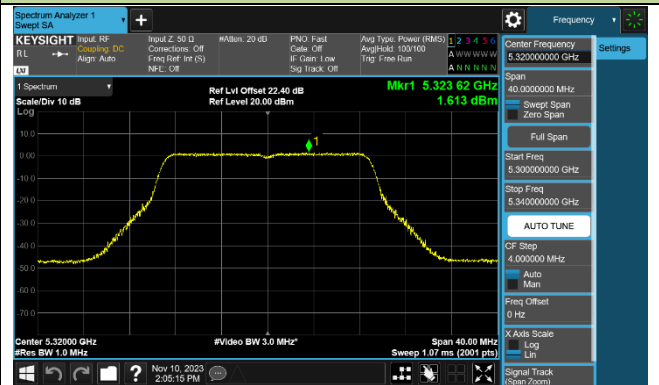 Spectrum Analyzer 1
Swept SA
Frequency
KEYSIGHT
RL
LXI
Input: RF
Coupling: DC
Align: Auto
Input Z: 50 Ω
Corrections: Off
Freq Ref: Int (S)
NFE: Off
#Atten: 20 dB
PNO: Fast
Gate: Off
IF Gain: Low
Sig Track: Off
Avg Type: Power (RMS)
Avg|Hold: 100/100
Trig: Free Run
1 2 3 4 5 6
A W W W W W
A N N N N N
1 Spectrum
Scale/Div 10 dB
Log
Ref Lvl Offset 22.40 dB
Ref Level 20.00 dBm
Mkr1 5.323 62 GHz
1.613 dBm
10.0
0.00
-10.0
-20.0
-30.0
-40.0
-50.0
-60.0
-70.0
1
Center 5.32000 GHz
#Res BW 1.0 MHz
#Video BW 3.0 MHz*
Span 40.00 MHz
Sweep 1.07 ms (2001 pts)
Nov 10, 2023
2:05:15 PM
Center Frequency
5.320000000 GHz
Span
40.0000000 MHz
Swept Span
Zero Span
Full Span
Start Freq
5.300000000 GHz
Stop Freq
5.340000000 GHz
AUTO TUNE
CF Step
4.000000 MHz
Auto
Man
Freq Offset
0 Hz
X Axis Scale
Log
Lin
Signal Track
(Span Zoom)
Settings